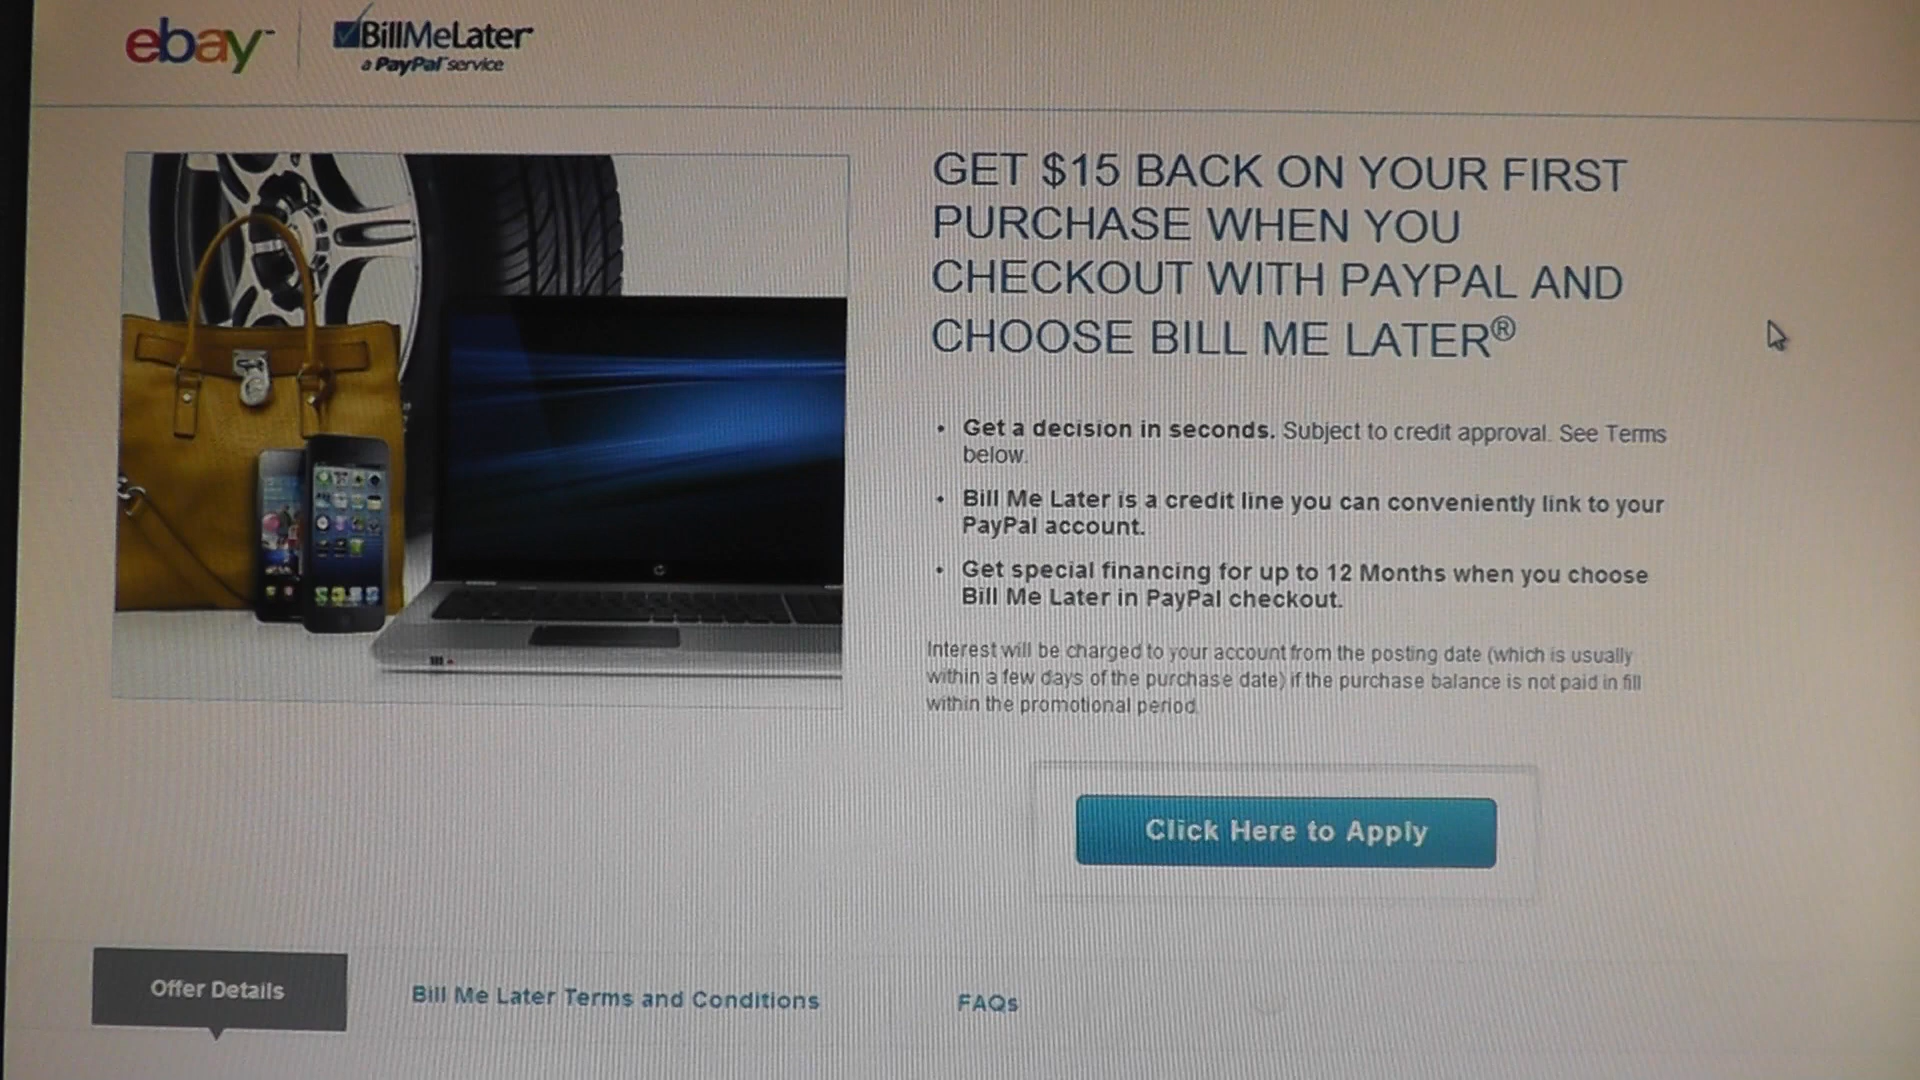 ebay™
BillMeLater®
a PayPal™ service
GET $15 BACK ON YOUR FIRST
PURCHASE WHEN YOU
CHECKOUT WITH PAYPAL AND
CHOOSE BILL ME LATER®
• Get a decision in seconds. Subject to credit approval. See Terms
below.
• Bill Me Later is a credit line you can conveniently link to your
PayPal account.
• Get special financing for up to 12 Months when you choose
Bill Me Later in PayPal checkout.
Interest will be charged to your account from the posting date (which is usually
within a few days of the purchase date) if the purchase balance is not paid in fill
within the promotional period.
Click Here to Apply
Offer Details
Bill Me Later Terms and Conditions
FAQs